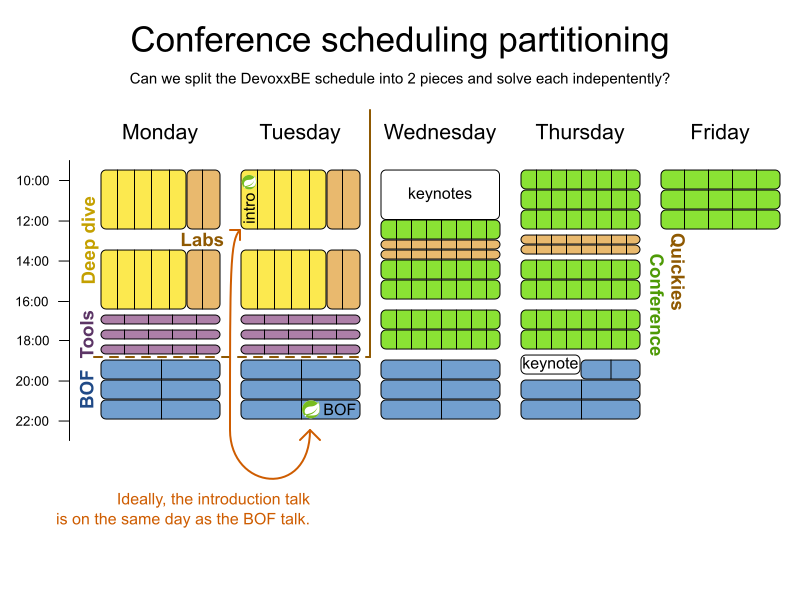 Conference scheduling partitioning
Can we split the DevoxxBE schedule into 2 pieces and solve each indepentently?
Monday
Tuesday
Wednesday
Thursday
Friday
10:00
12:00
14:00
16:00
18:00
20:00
22:00
Deep dive
Labs
Tools
BOF
intro
keynotes
Quickies
Conference
keynote
BOF
Ideally, the introduction talk
is on the same day as the BOF talk.